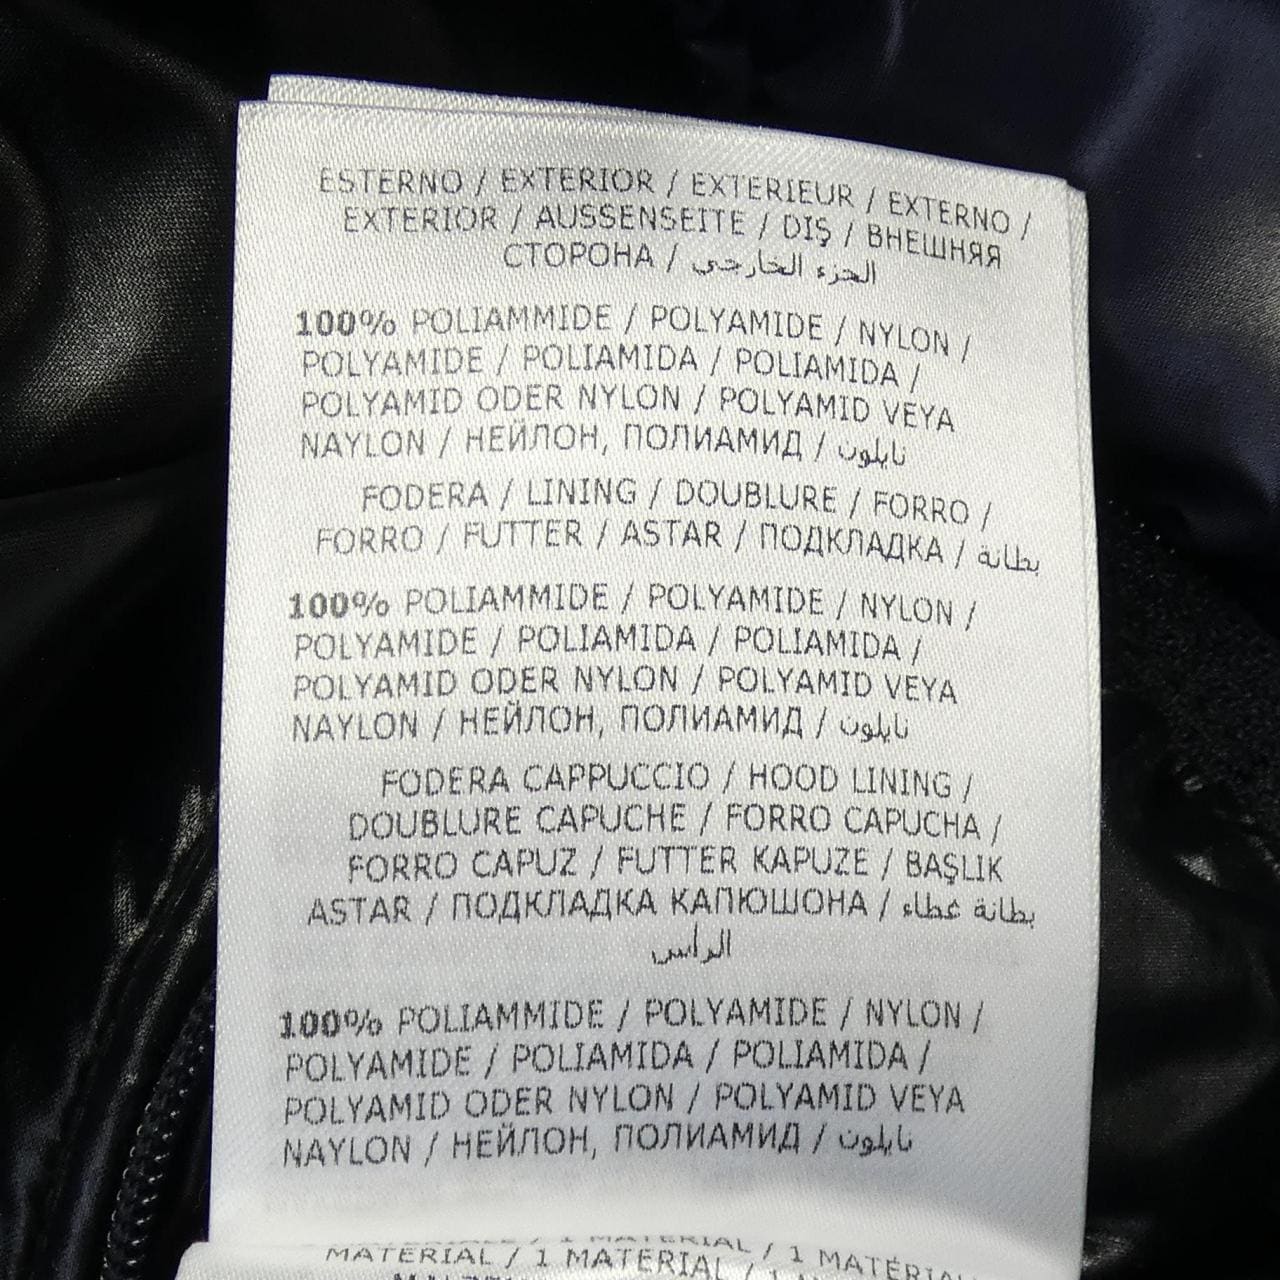 ESTERNO / EXTERIOR / EXTERIEUR / EXTERNO /
EXTERIOR / AUSSENSEITE / DIŞ / ВНЕШНЯЯ
СТОРОНА / الجزء الخارجي
100% POLIAMMIDE / POLYAMIDE / NYLON /
POLYAMIDE / POLIAMIDA / POLIAMIDA /
POLYAMID ODER NYLON / POLYAMID VEYA
NAYLON / НЕЙЛОН, ПОЛИАМИД / نايلون
FODERA / LINING / DOUBLURE / FORRO /
FORRO / FUTTER / ASTAR / ПОДКЛАДКА / بطانة
100% POLIAMMIDE / POLYAMIDE / NYLON /
POLYAMIDE / POLIAMIDA / POLIAMIDA /
POLYAMID ODER NYLON / POLYAMID VEYA
NAYLON / НЕЙЛОН, ПОЛИАМИД / نايلون
FODERA CAPPUCCIO / HOOD LINING /
DOUBLURE CAPUCHE / FORRO CAPUCHA /
FORRO CAPUZ / FUTTER KAPUZE / BAŞLIK
ASTAR / ПОДКЛАДКА КАПЮШОНА / بطانة غطاء
الرأس
100% POLIAMMIDE / POLYAMIDE / NYLON /
POLYAMIDE / POLIAMIDA / POLIAMIDA /
POLYAMID ODER NYLON / POLYAMID VEYA
NAYLON / НЕЙЛОН, ПОЛИАМИД / نايلون
MATERIAL / 1 MATERIAL / 1